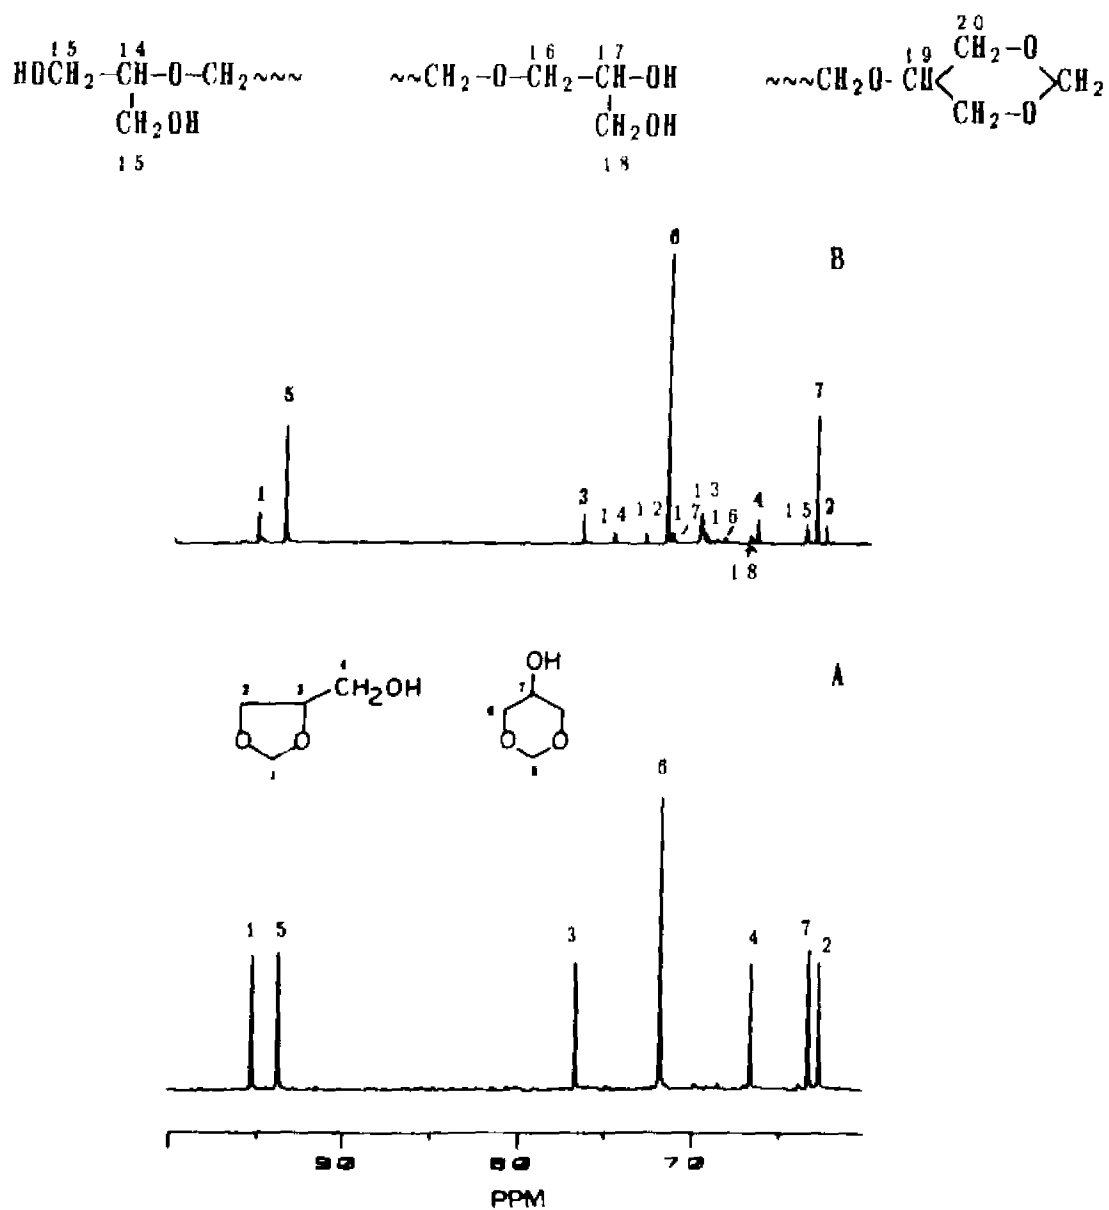 15 14 16 17 20
HOCH2-CH-O-CH2~~~ ~~CH2-O-CH2-CH-OH ~~~CH2O-CH CH2-O CH2
19
CH2OH CH2OH CH2-O
15 18
6
B
5
7
1 3 14 12 17 13 16 4 15 2
18
OH
A
4
7
2 3 CH2OH
6
O O O O
1 5
6
1 5 3 4 7 2
90 80 70
PPM